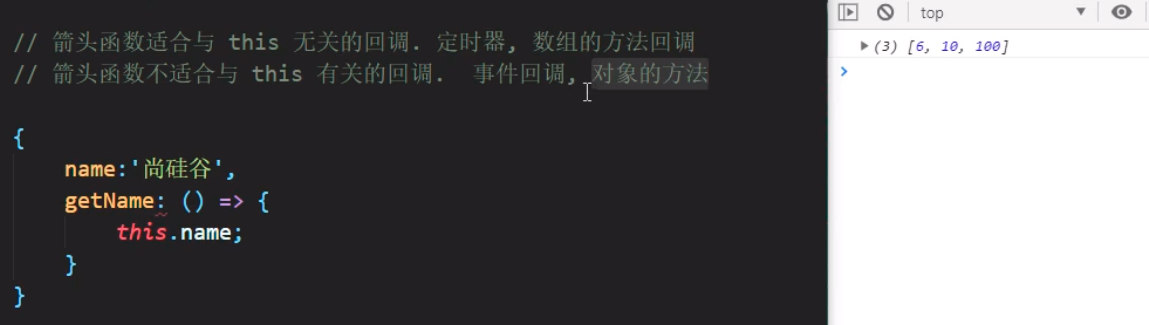 // 箭头函数适合与 this 无关的回调. 定时器, 数组的方法回调
// 箭头函数不适合与 this 有关的回调.  事件回调, 对象的方法
{
    name:'尚硅谷',
    getName: () => {
        this.name;
    }
}
top
(3) [6, 10, 100]